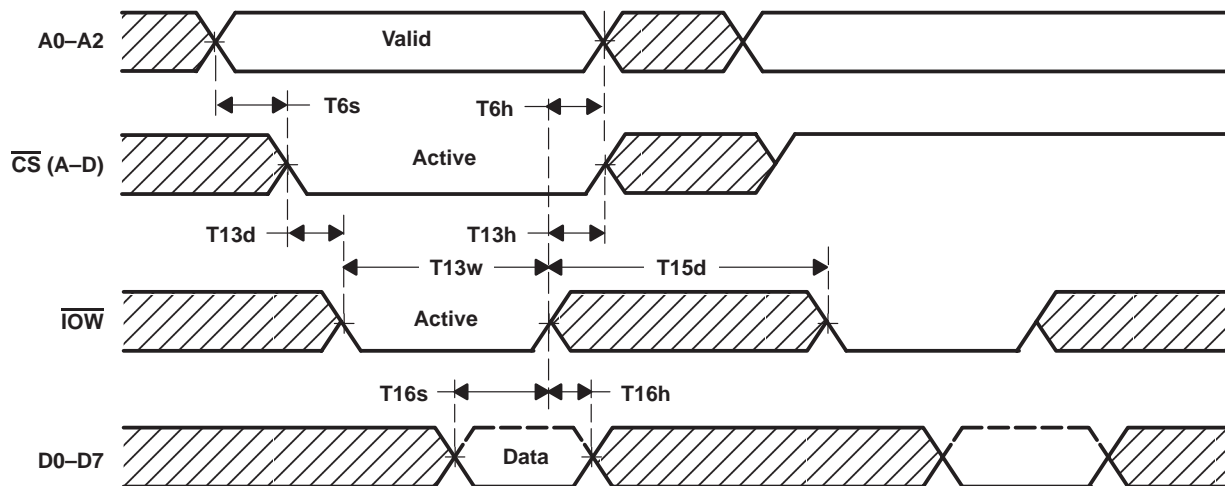 A0–A2
Valid
T6s
T6h
CS (A–D)
Active
T13d
T13h
T13w
T15d
IOW
Active
T16s
T16h
D0–D7
Data